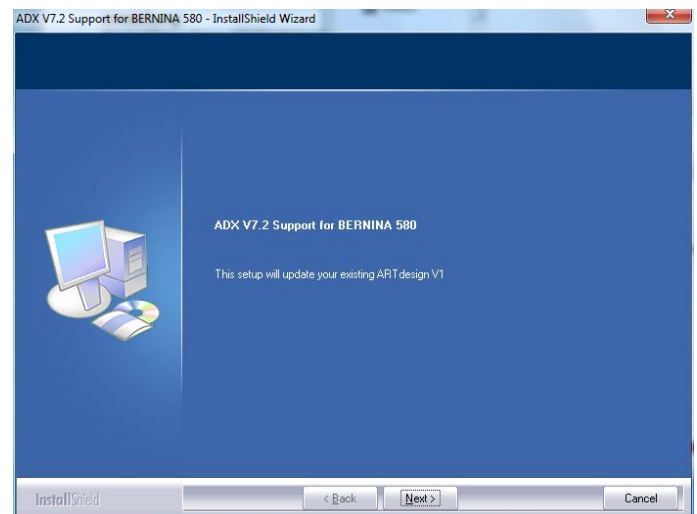 ADX V7.2 Support for BERNINA 580 - InstallShield Wizard
ADX V7.2 Support for BERNINA 580
This setup will update your existing ARTdesign V1
InstallShield
< Back
Next >
Cancel